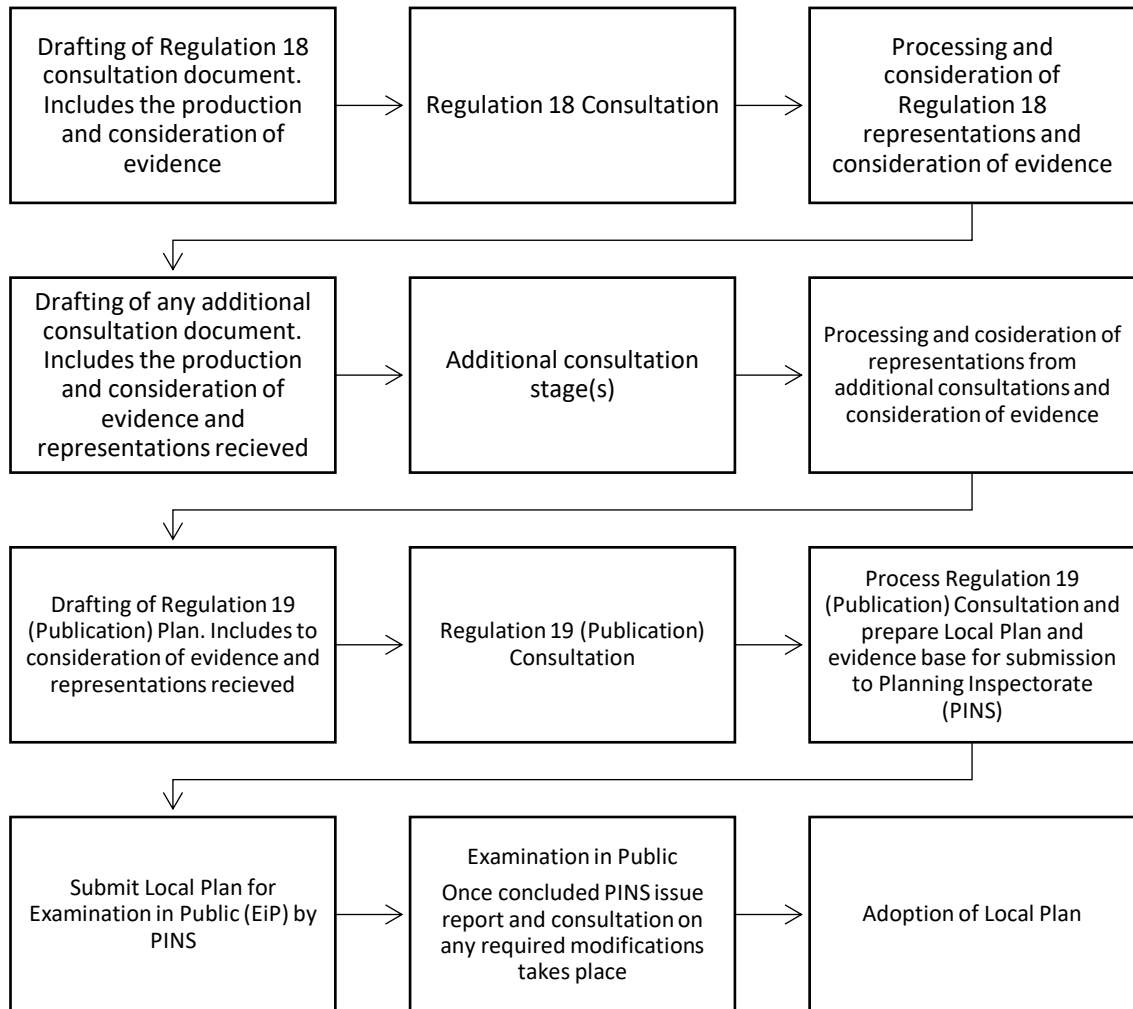 Drafting of Regulation 18
consultation document.
Includes the production
and consideration of
evidence
Regulation 18 Consultation
Processing and
consideration of
Regulation 18
representations and
consideration of evidence
Drafting of any additional
consultation document.
Includes the production
and consideration of
evidence and
representations recieved
Additional consultation
stage(s)
Processing and cosideration of
representations from
additional consultations and
consideration of evidence
Drafting of Regulation 19
(Publication) Plan. Includes to
consideration of evidence and
representations recieved
Regulation 19 (Publication)
Consultation
Process Regulation 19
(Publication) Consultation and
prepare Local Plan and
evidence base for submission
to Planning Inspectorate
(PINS)
Submit Local Plan for
Examination in Public (EiP) by
PINS
Examination in Public
Once concluded PINS issue
report and consultation on
any required modifications
takes place
Adoption of Local Plan